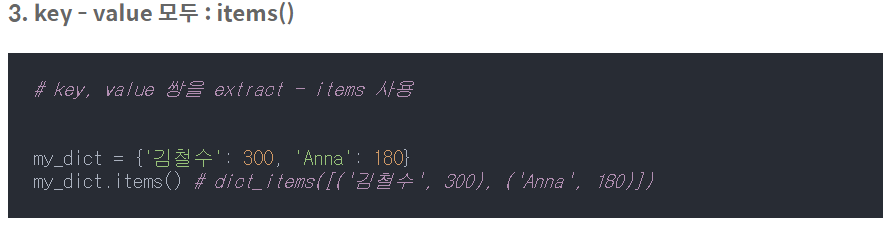 3. key - value 모두 : items()
# key, value 쌍을 extract - items 사용
my_dict = {'김철수': 300, 'Anna': 180}
my_dict.items() # dict_items([('김철수', 300), ('Anna', 180)])